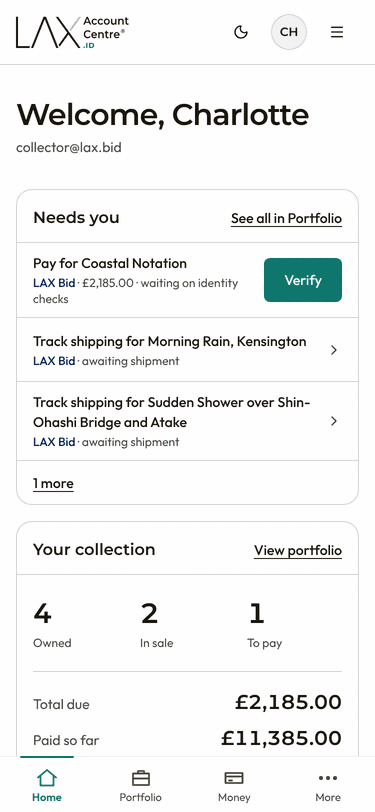 LAX Account
Centre®
.ID
CH
Welcome, Charlotte
collector@lax.bid
Needs you
See all in Portfolio
Pay for Coastal Notation
LAX Bid · £2,185.00 · waiting on identity
checks
Verify
Track shipping for Morning Rain, Kensington
LAX Bid · awaiting shipment
Track shipping for Sudden Shower over Shin-
Ohashi Bridge and Atake
LAX Bid · awaiting shipment
1 more
Your collection
View portfolio
4
2
1
Owned
In sale
To pay
Total due
£2,185.00
Paid so far
£11,385.00
Home
Portfolio
Money
More